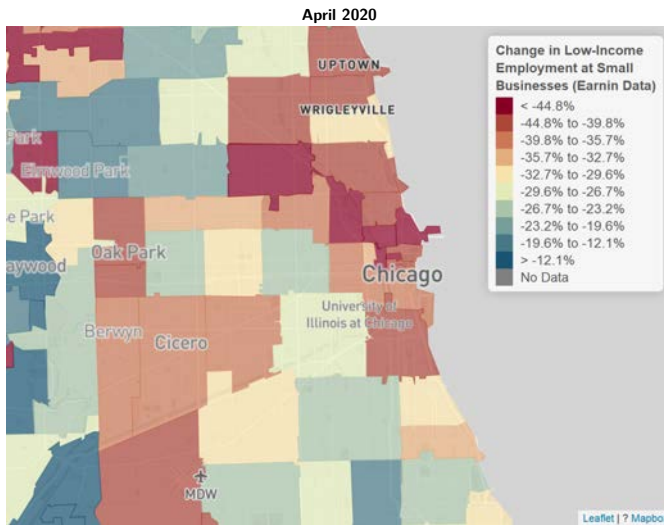 April 2020
Change in Low-Income
Employment at Small
Businesses (Earnin Data)
< -44.8%
-44.8% to -39.8%
-39.8% to -35.7%
-35.7% to -32.7%
-32.7% to -29.6%
-29.6% to -26.7%
-26.7% to -23.2%
-23.2% to -19.6%
-19.6% to -12.1%
> -12.1%
No Data
UPTOWN
WRIGLEYVILLE
Park
Elmwood Park
se Park
Oak Park
aywood
Chicago
University of
Illinois at Chicago
Berwyn
Cicero
MDW
Leaflet | ? Mapbo